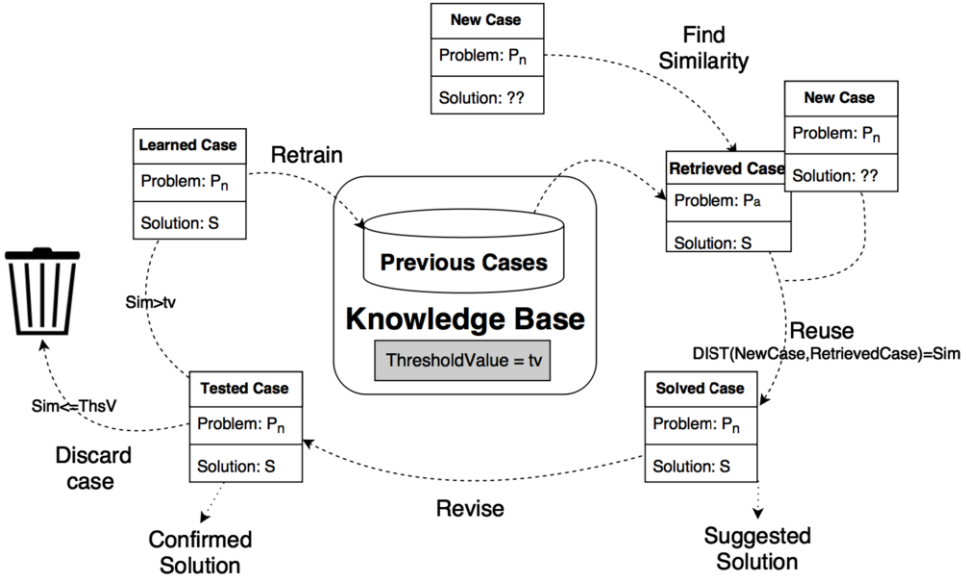 New Case
Problem: Pn
Solution: ??
Find
Similarity
New Case
Problem: Pn
Solution: ??
Retrieved Case
Problem: Pa
Solution: S
Learned Case
Problem: Pn
Solution: S
Retrain
Previous Cases
Knowledge Base
ThresholdValue = tv
Sim>tv
Reuse
DIST(NewCase,RetrievedCase)=Sim
Solved Case
Problem: Pn
Solution: S
Tested Case
Problem: Pn
Solution: S
Sim<=ThsV
Discard
case
Revise
Confirmed
Solution
Suggested
Solution